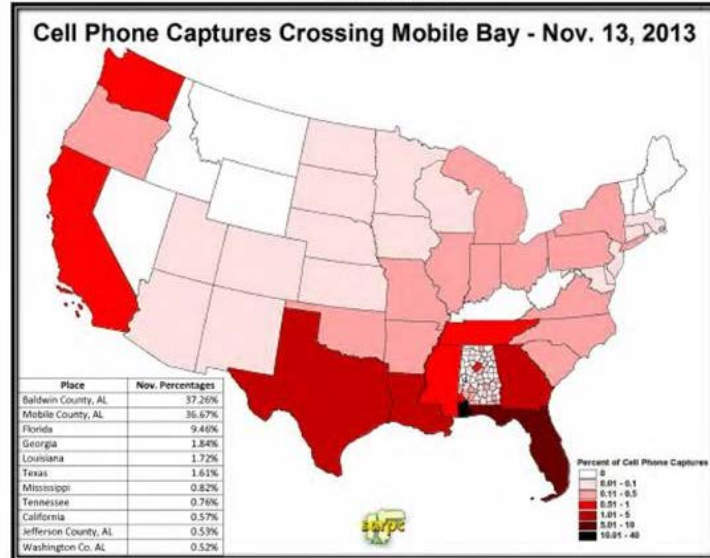 Cell Phone Captures Crossing Mobile Bay - Nov. 13, 2013
Place Nov. Percentages
Baldwin County, AL 37.26%
Mobile County, AL 36.67%
Florida 9.46%
Georgia 1.84%
Louisiana 1.72%
Texas 1.61%
Mississippi 0.82%
Tennessee 0.76%
California 0.57%
Jefferson County, AL 0.53%
Washington Co. AL 0.52%
Percent of Cell Phone Captures
0
0.01 - 0.1
0.11 - 0.5
0.51 - 1
1.01 - 5
5.01 - 10
10.01 - 40
sarpc